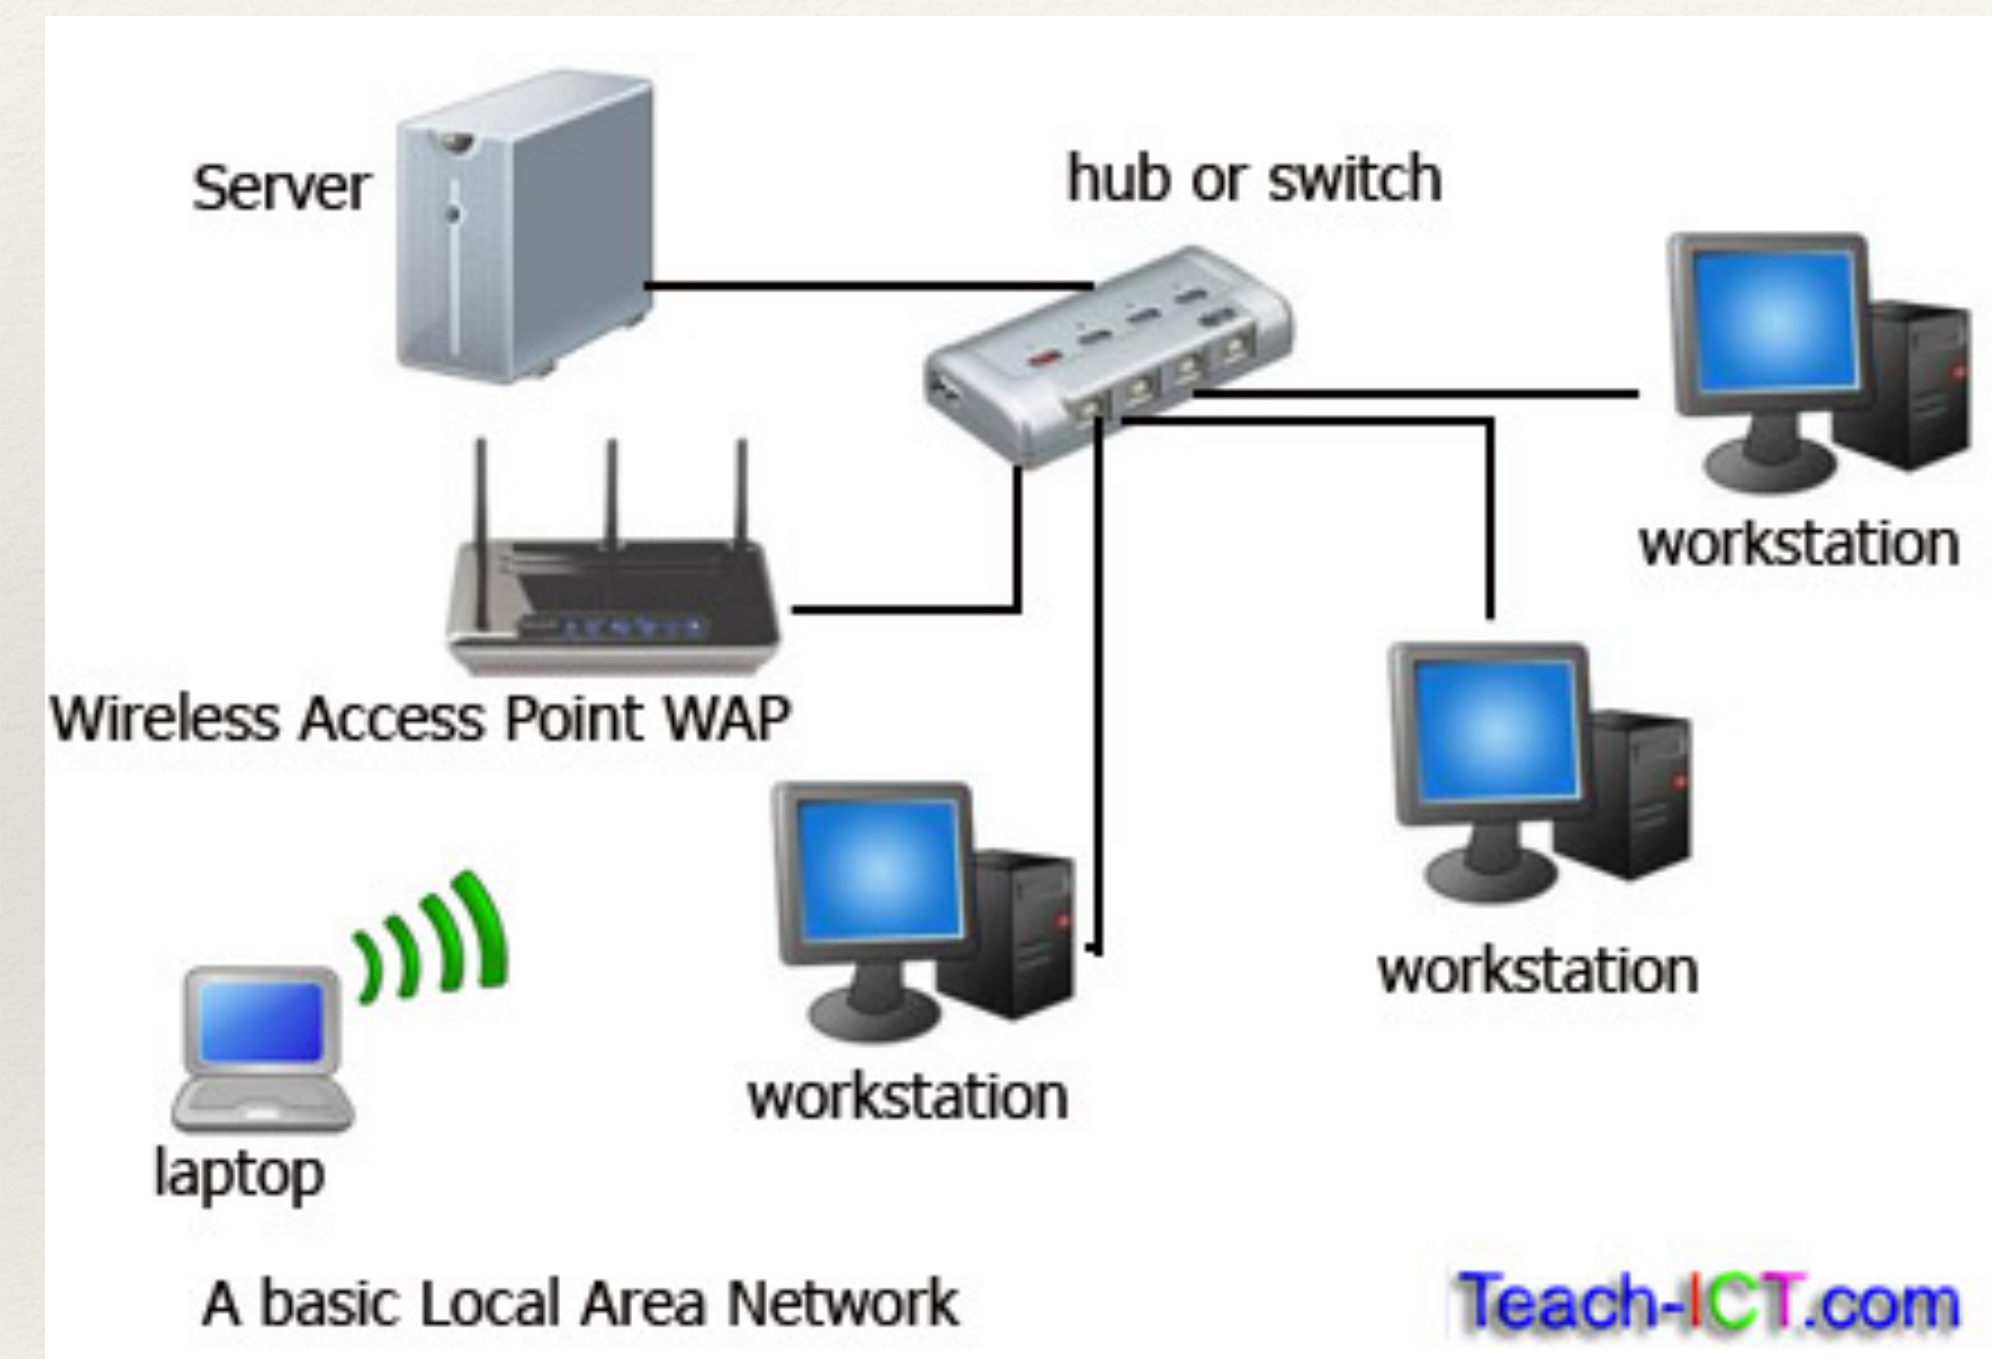 Server
hub or switch
workstation
Wireless Access Point WAP
workstation
workstation
laptop
A basic Local Area Network
Teach-ICT.com